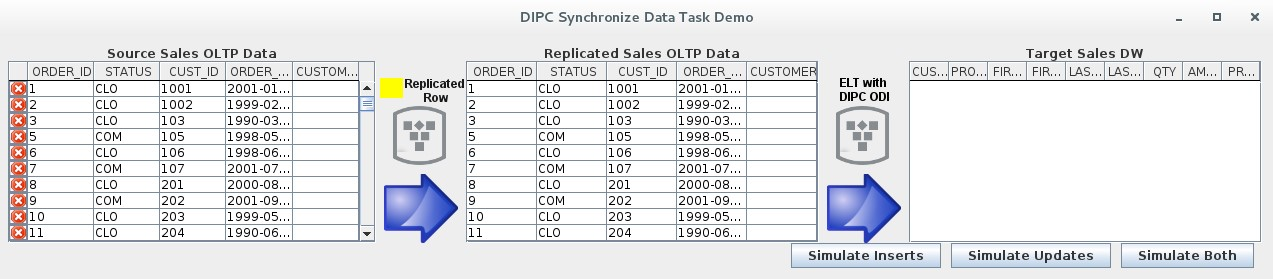 DIPC Synchronize Data Task Demo
Source Sales OLTP Data
ORDER_ID STATUS CUST_ID ORDER_... CUSTOM...
1 CLO 1001 2001-01...
2 CLO 1002 1999-02...
3 CLO 103 1990-03...
5 COM 105 1998-05...
6 CLO 106 1998-06...
7 COM 107 2001-07...
8 CLO 201 2000-08...
9 COM 202 2001-09...
10 CLO 203 1999-05...
11 CLO 204 1990-06...
Replicated
Row
Replicated Sales OLTP Data
ORDER_ID STATUS CUST_ID ORDER_... CUSTOMER
1 CLO 1001 2001-01...
2 CLO 1002 1999-02...
3 CLO 103 1990-03...
5 COM 105 1998-05...
6 CLO 106 1998-06...
7 COM 107 2001-07...
8 CLO 201 2000-08...
9 COM 202 2001-09...
10 CLO 203 1999-05...
11 CLO 204 1990-06...
ELT with
DIPC ODI
Target Sales DW
CUS... PRO... FIR... FIR... LAS... LAS... QTY AM... PR...
Simulate Inserts Simulate Updates Simulate Both